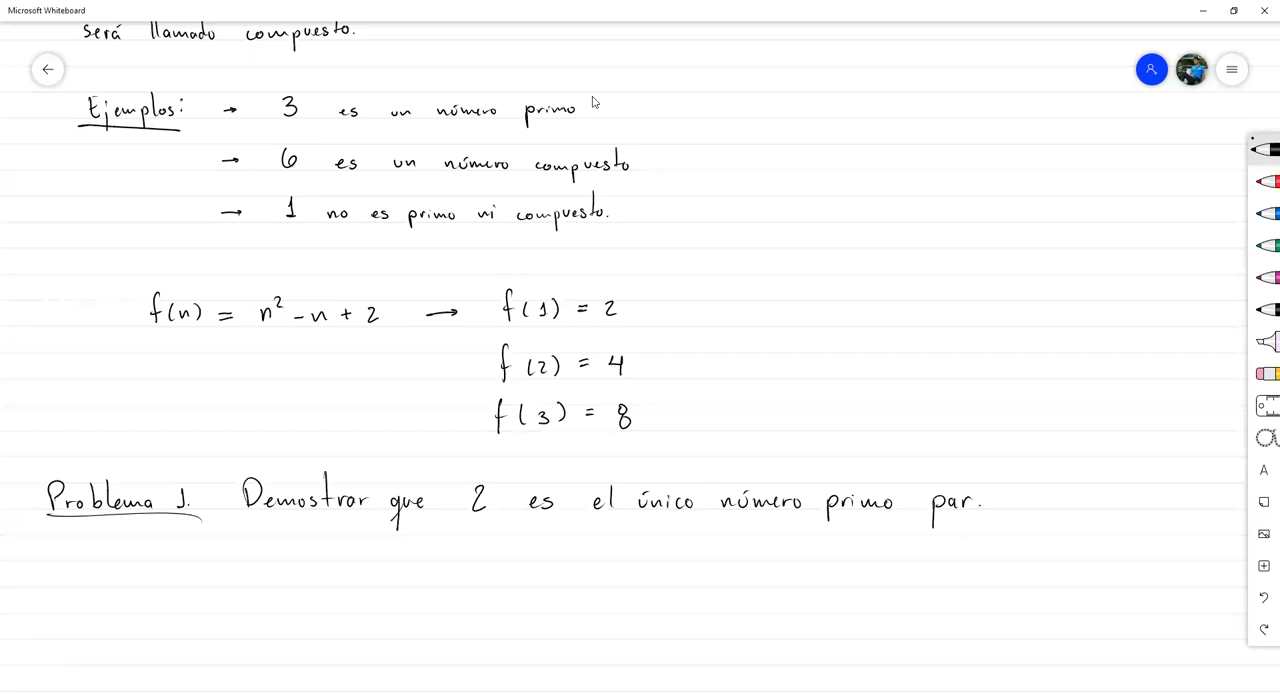 Microsoft Whiteboard
será llamado compuesto.
Ejemplos: → 3 es un número primo
→ 6 es un número compuesto
→ 1 no es primo ni compuesto.
f(n) = n² - n + 2 → f(1) = 2
f(2) = 4
f(3) = 8
Problema 1. Demostrar que 2 es el único número primo par.